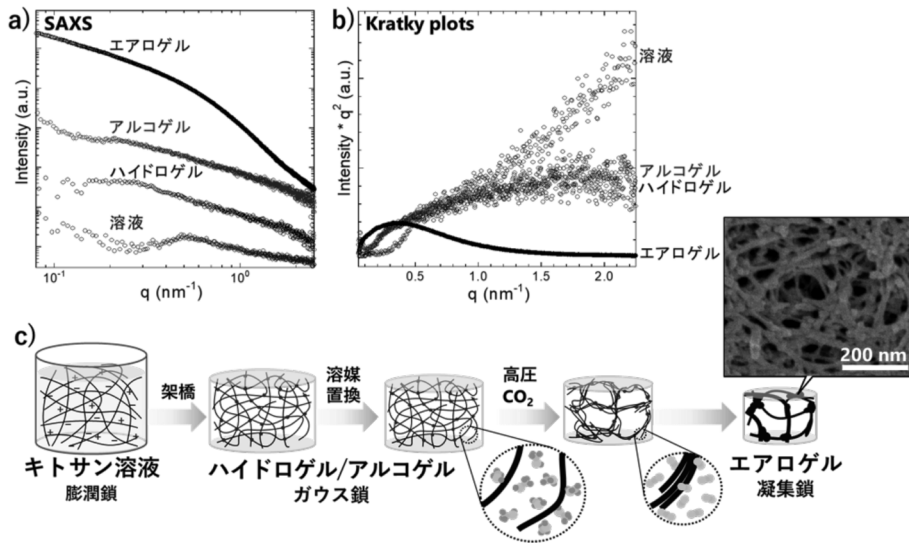 a) SAXS
エアロゲル
アルコゲル
ハイドロゲル
溶液
Intensity (a.u.)
10⁻¹
10⁰
q (nm⁻¹)
b) Kratky plots
溶液
アルコゲル
ハイドロゲル
エアロゲル
Intensity * q²
0.5
1.0
1.5
2.0
q (nm⁻¹)
200 nm
c)
架橋
溶媒
置換
高圧
CO₂
キトサン溶液
膨潤鎖
ハイドロゲル/アルコゲル
ガウス鎖
エアロゲル
凝集鎖